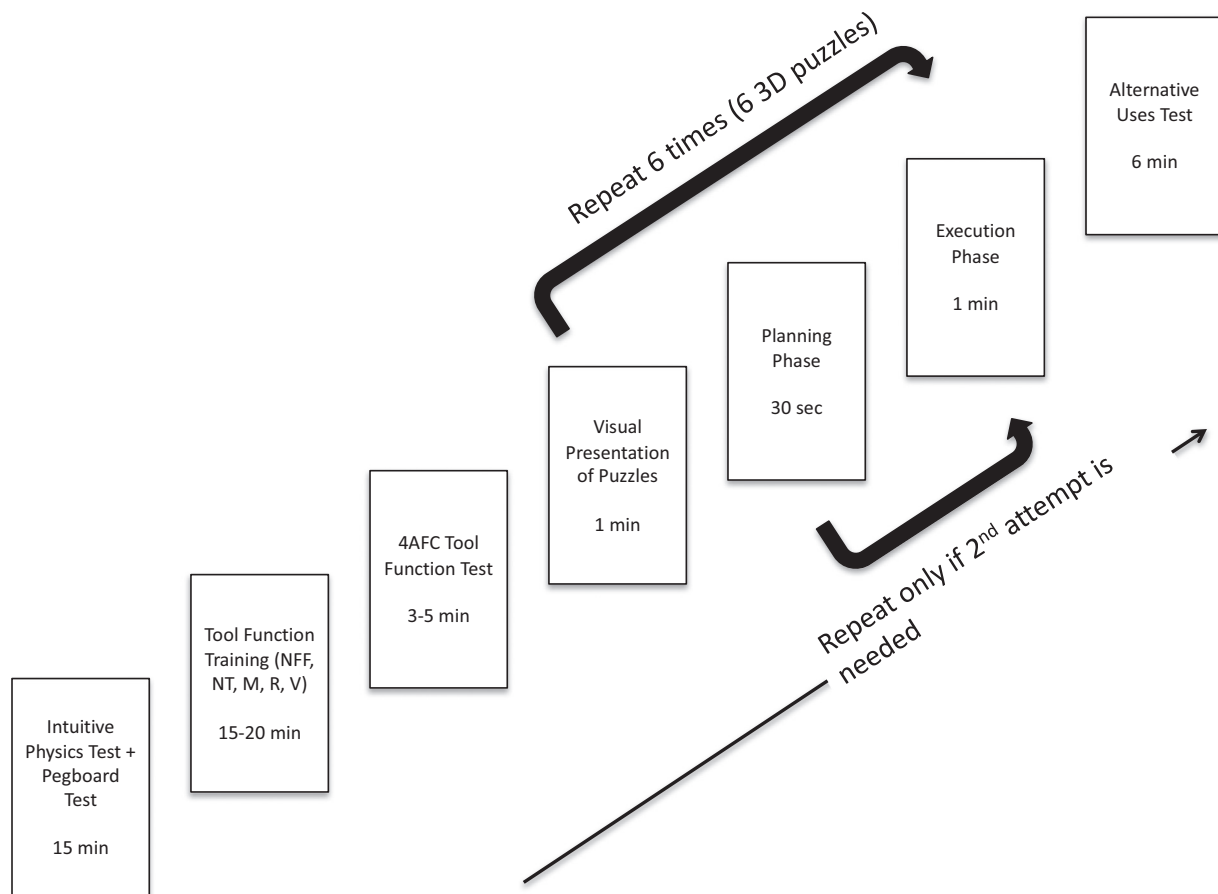 Intuitive
Physics Test +
Pegboard
Test
15 min
Tool Function
Training (NFF,
NT, M, R, V)
15-20 min
4AFC Tool
Function Test
3-5 min
Visual
Presentation
of Puzzles
1 min
Planning
Phase
30 sec
Execution
Phase
1 min
Alternative
Uses Test
6 min
Repeat 6 times (6 3D puzzles)
Repeat only if 2nd attempt is
needed